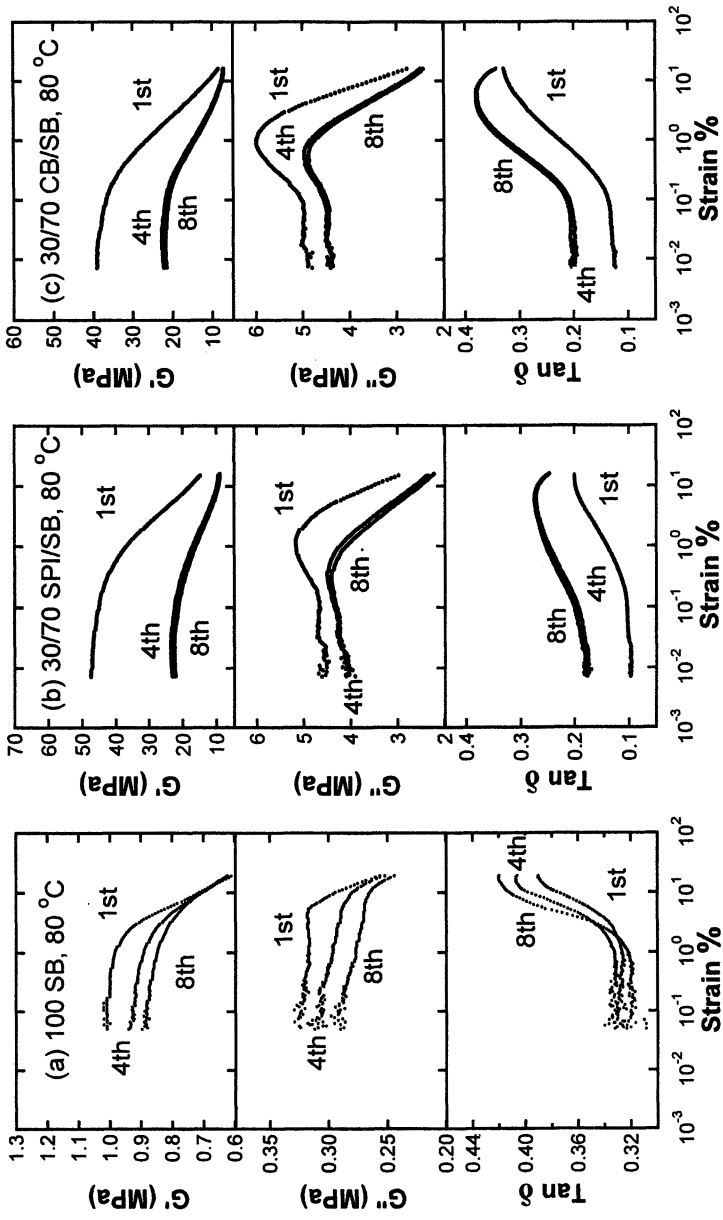 (a) 100 SB, 80 °C
G' (MPa)
1.3
1.2
1.1
1.0
0.9
0.8
0.7
0.6
1st
4th
8th
G'' (MPa)
0.35
0.30
0.25
0.20
1st
4th
8th
Tan δ
0.44
0.40
0.36
0.32
8th
4th
1st
10⁻³ 10⁻² 10⁻¹ 10⁰ 10¹ 10²
Strain %
(b) 30/70 SPI/SB, 80 °C
G' (MPa)
70
60
50
40
30
20
10
1st
4th
8th
G'' (MPa)
6
5
4
3
2
1st
4th
8th
Tan δ
0.4
0.3
0.2
0.1
8th
4th
1st
10⁻³ 10⁻² 10⁻¹ 10⁰ 10¹ 10²
Strain %
(c) 30/70 CB/SB, 80 °C
G' (MPa)
60
50
40
30
20
10
1st
4th
8th
G'' (MPa)
6
5
4
3
2
1st
4th
8th
Tan δ
0.4
0.3
0.2
0.1
8th
4th
1st
10⁻³ 10⁻² 10⁻¹ 10⁰ 10¹ 10²
Strain %